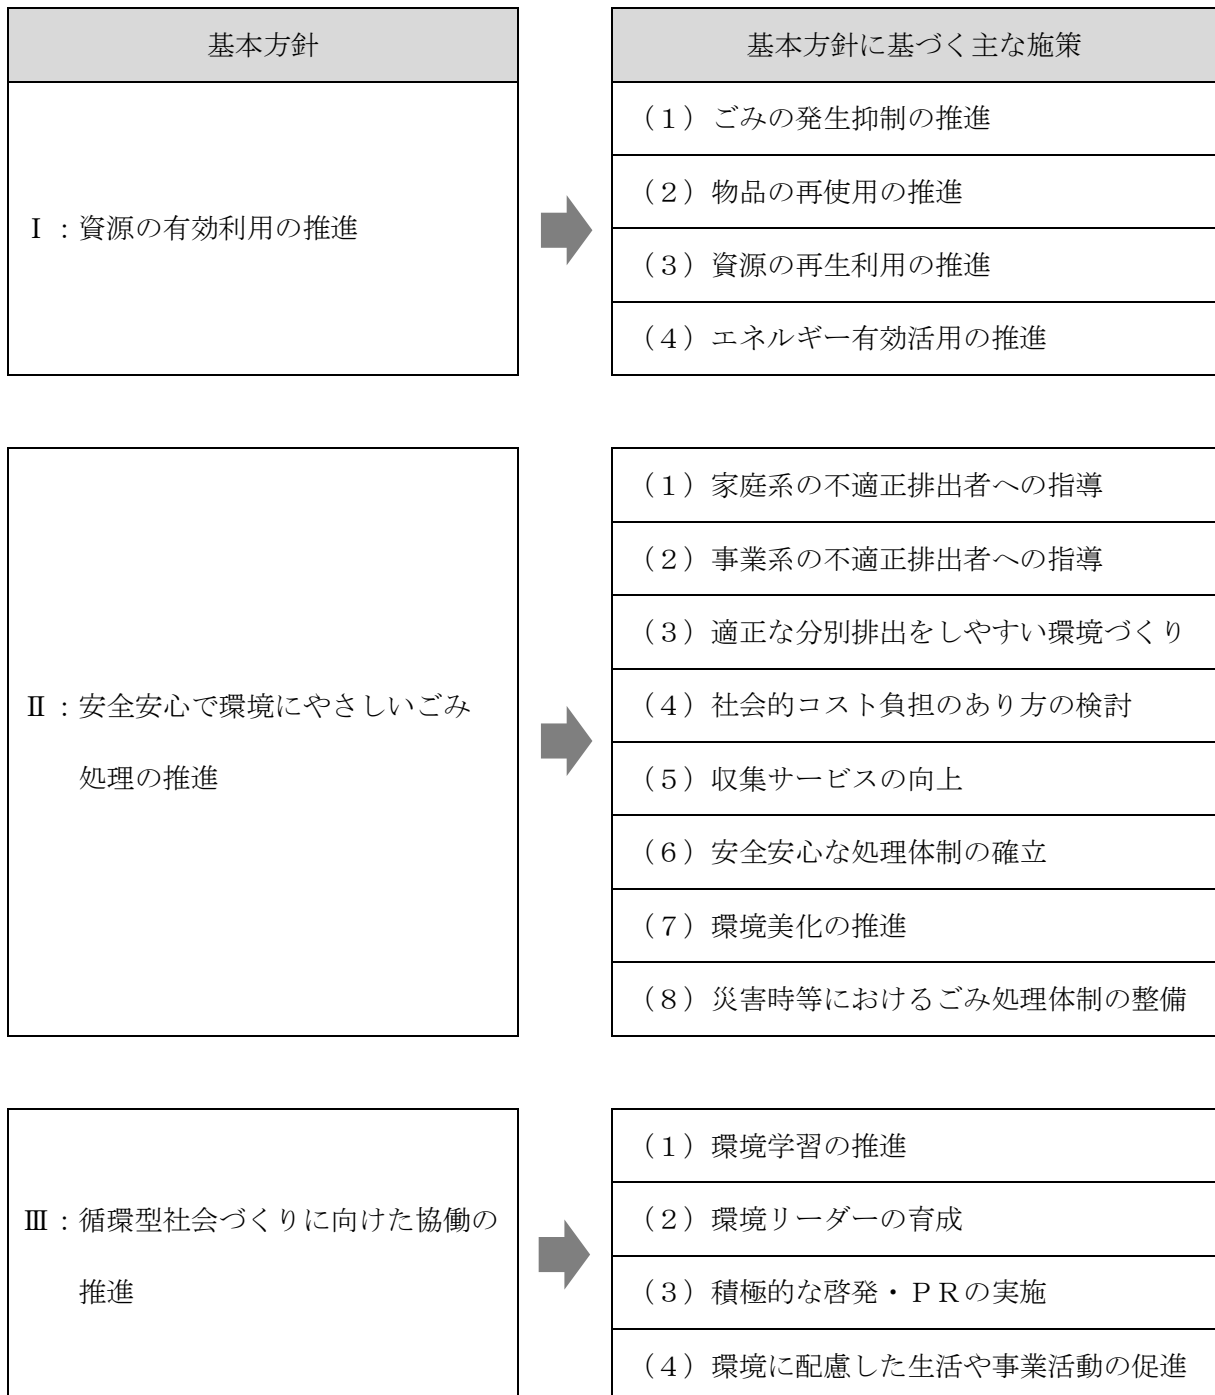 基本方針
基本方針に基づく主な施策
Ⅰ：資源の有効利用の推進
（１）ごみの発生抑制の推進
（２）物品の再使用の推進
（３）資源の再生利用の推進
（４）エネルギー有効活用の推進
Ⅱ：安全安心で環境にやさしいごみ
処理の推進
（１）家庭系の不適正排出者への指導
（２）事業系の不適正排出者への指導
（３）適正な分別排出をしやすい環境づくり
（４）社会的コスト負担のあり方の検討
（５）収集サービスの向上
（６）安全安心な処理体制の確立
（７）環境美化の推進
（８）災害時等におけるごみ処理体制の整備
Ⅲ：循環型社会づくりに向けた協働の
推進
（１）環境学習の推進
（２）環境リーダーの育成
（３）積極的な啓発・ＰＲの実施
（４）環境に配慮した生活や事業活動の促進